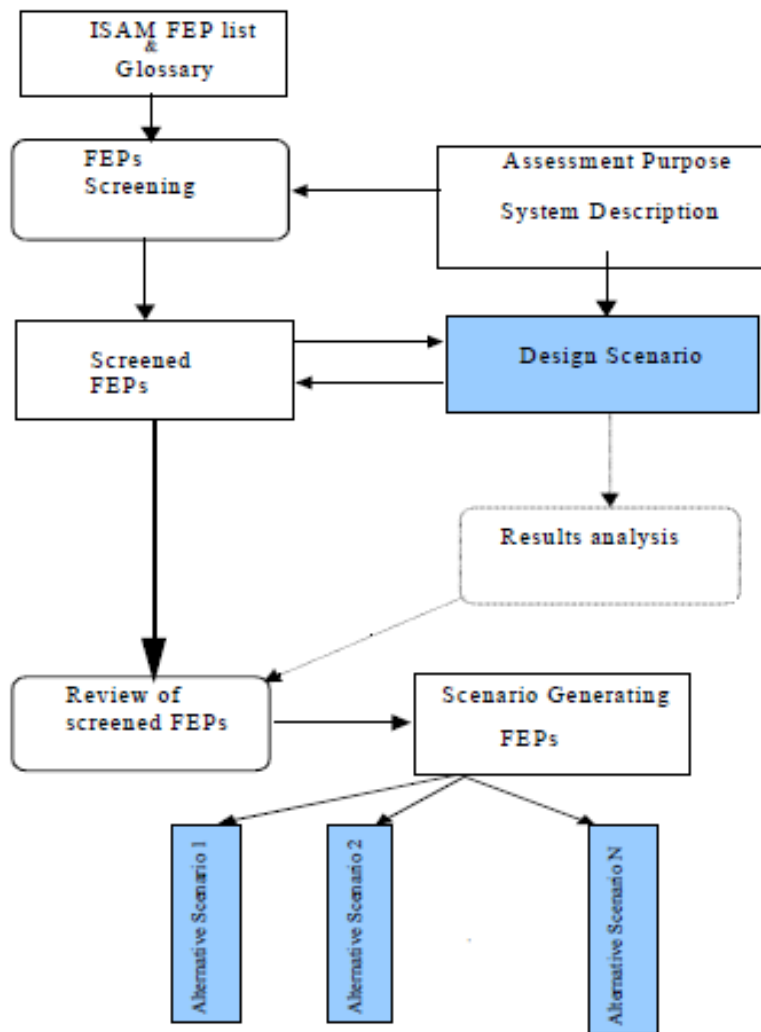 ISAM FEP list
&
Glossary
FEPs
Screening
Assessment Purpose
System Description
Screened
FEPs
Design Scenario
Results analysis
Review of
screened FEPs
Scenario Generating
FEPs
Alternative Scenario 1
Alternative Scenario 2
Alternative Scenario N